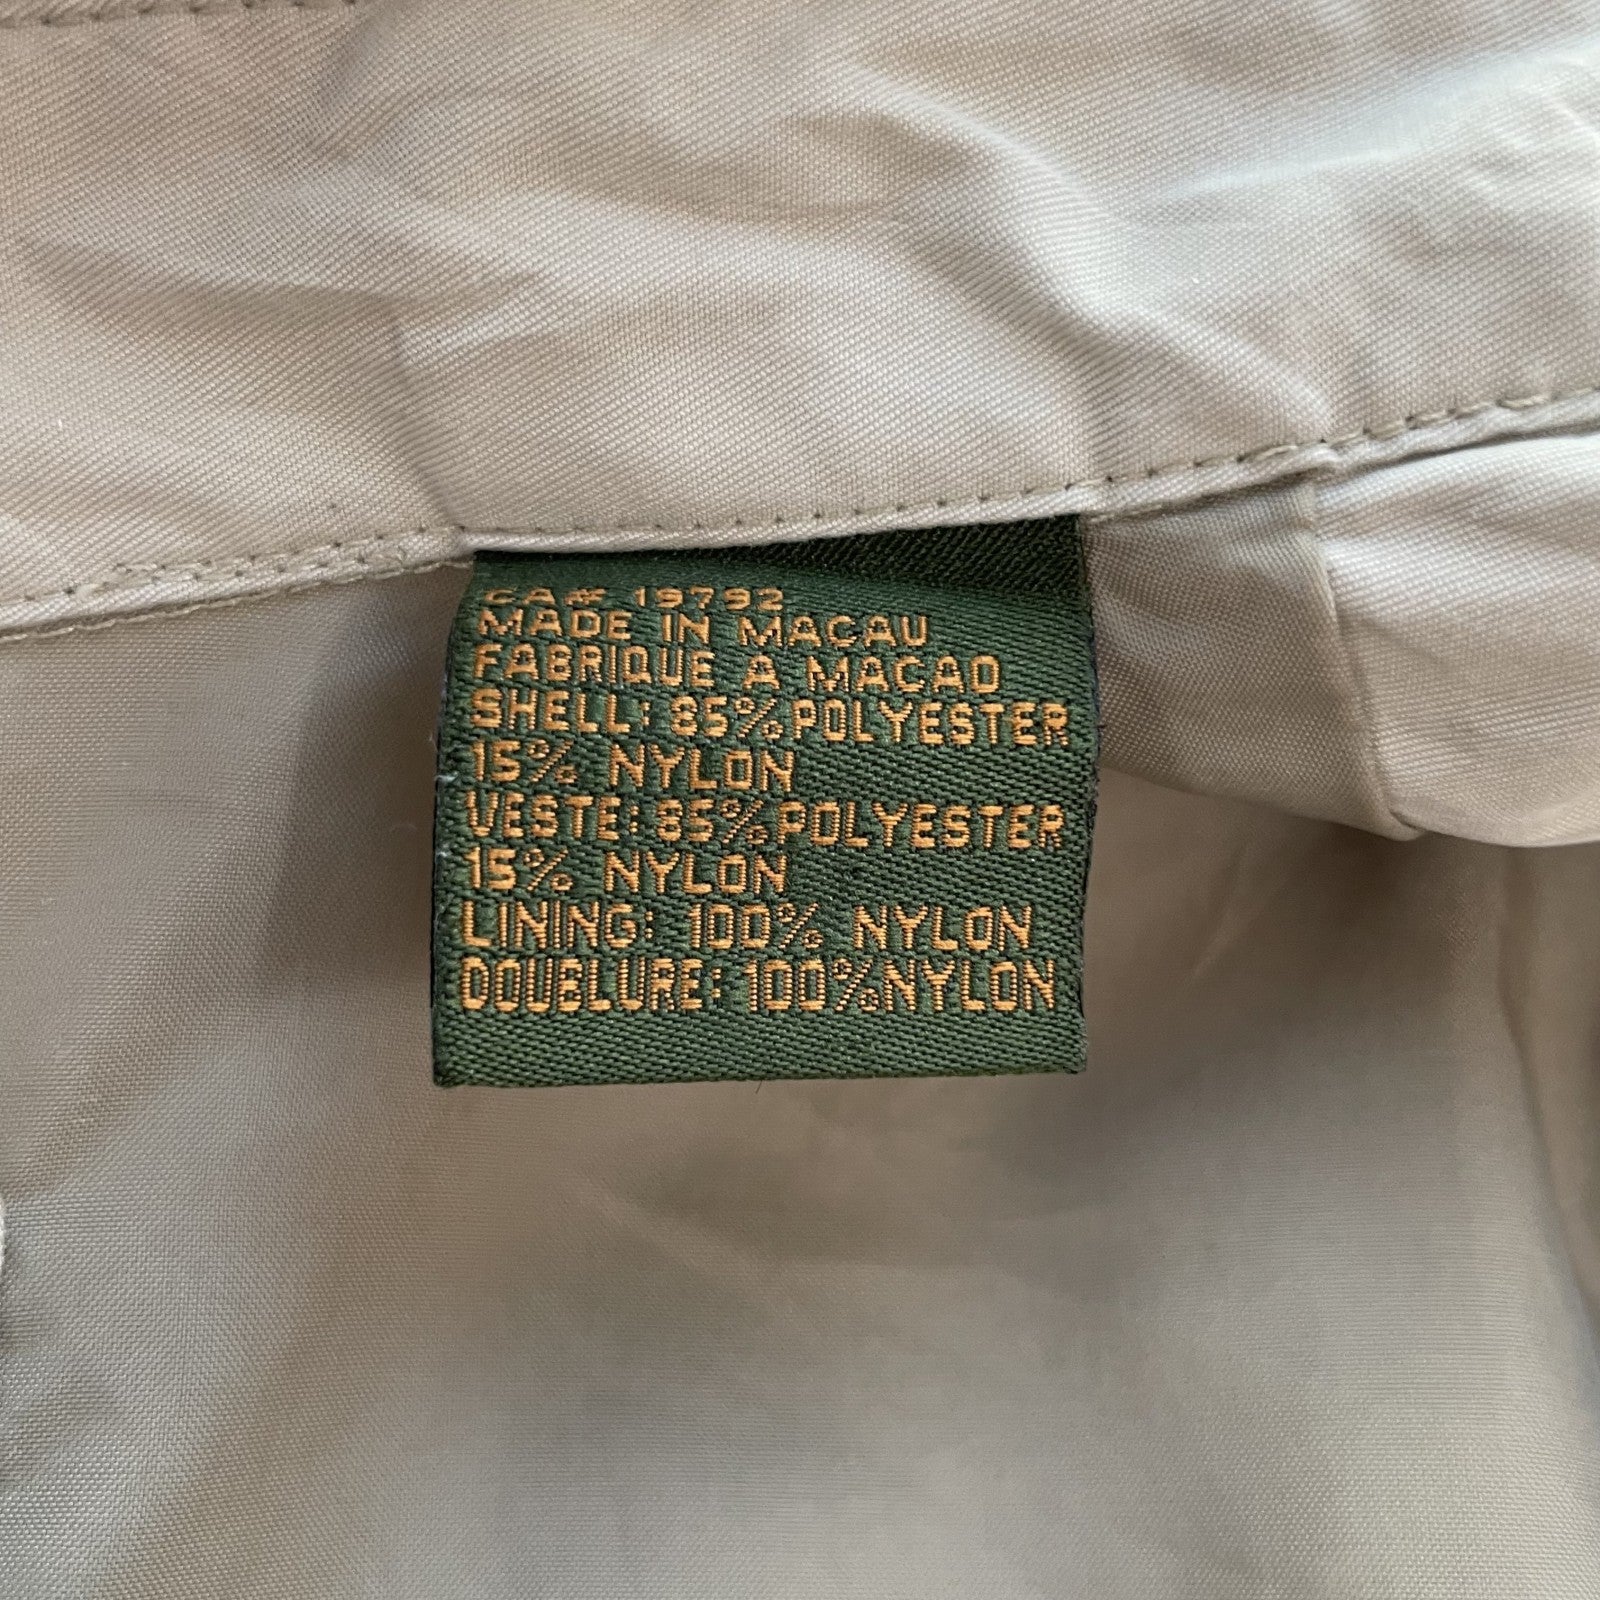 CA# 19792
MADE IN MACAU
FABRIQUE A MACAO
SHELL: 85% POLYESTER
15% NYLON
VESTE: 85% POLYESTER
15% NYLON
LINING: 100% NYLON
DOUBLURE: 100% NYLON